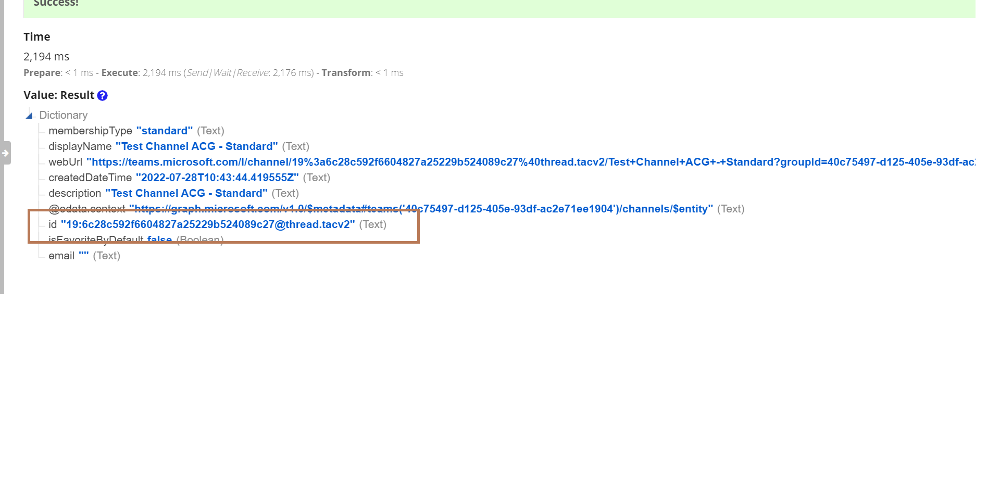 Success!
Time
2,194 ms
Prepare: < 1 ms - Execute: 2,194 ms (Send|Wait|Receive: 2,176 ms) - Transform: < 1 ms
Value: Result ?
Dictionary
membershipType "standard" (Text)
displayName "Test Channel ACG - Standard" (Text)
webUrl "https://teams.microsoft.com/l/channel/19%3a6c28c592f6604827a25229b524089c27%40thread.tacv2/Test+Channel+ACG+-+Standard?groupId=40c75497-d125-405e-93df-ac
createdDateTime "2022-07-28T10:43:44.419555Z" (Text)
description "Test Channel ACG - Standard" (Text)
@odata.context "https://graph.microsoft.com/v1.0/$metadata#teams('40c75497-d125-405e-93df-ac2e71ee1904')/channels/$entity" (Text)
id "19:6c28c592f6604827a25229b524089c27@thread.tacv2" (Text)
isFavoriteByDefault false (Boolean)
email "" (Text)